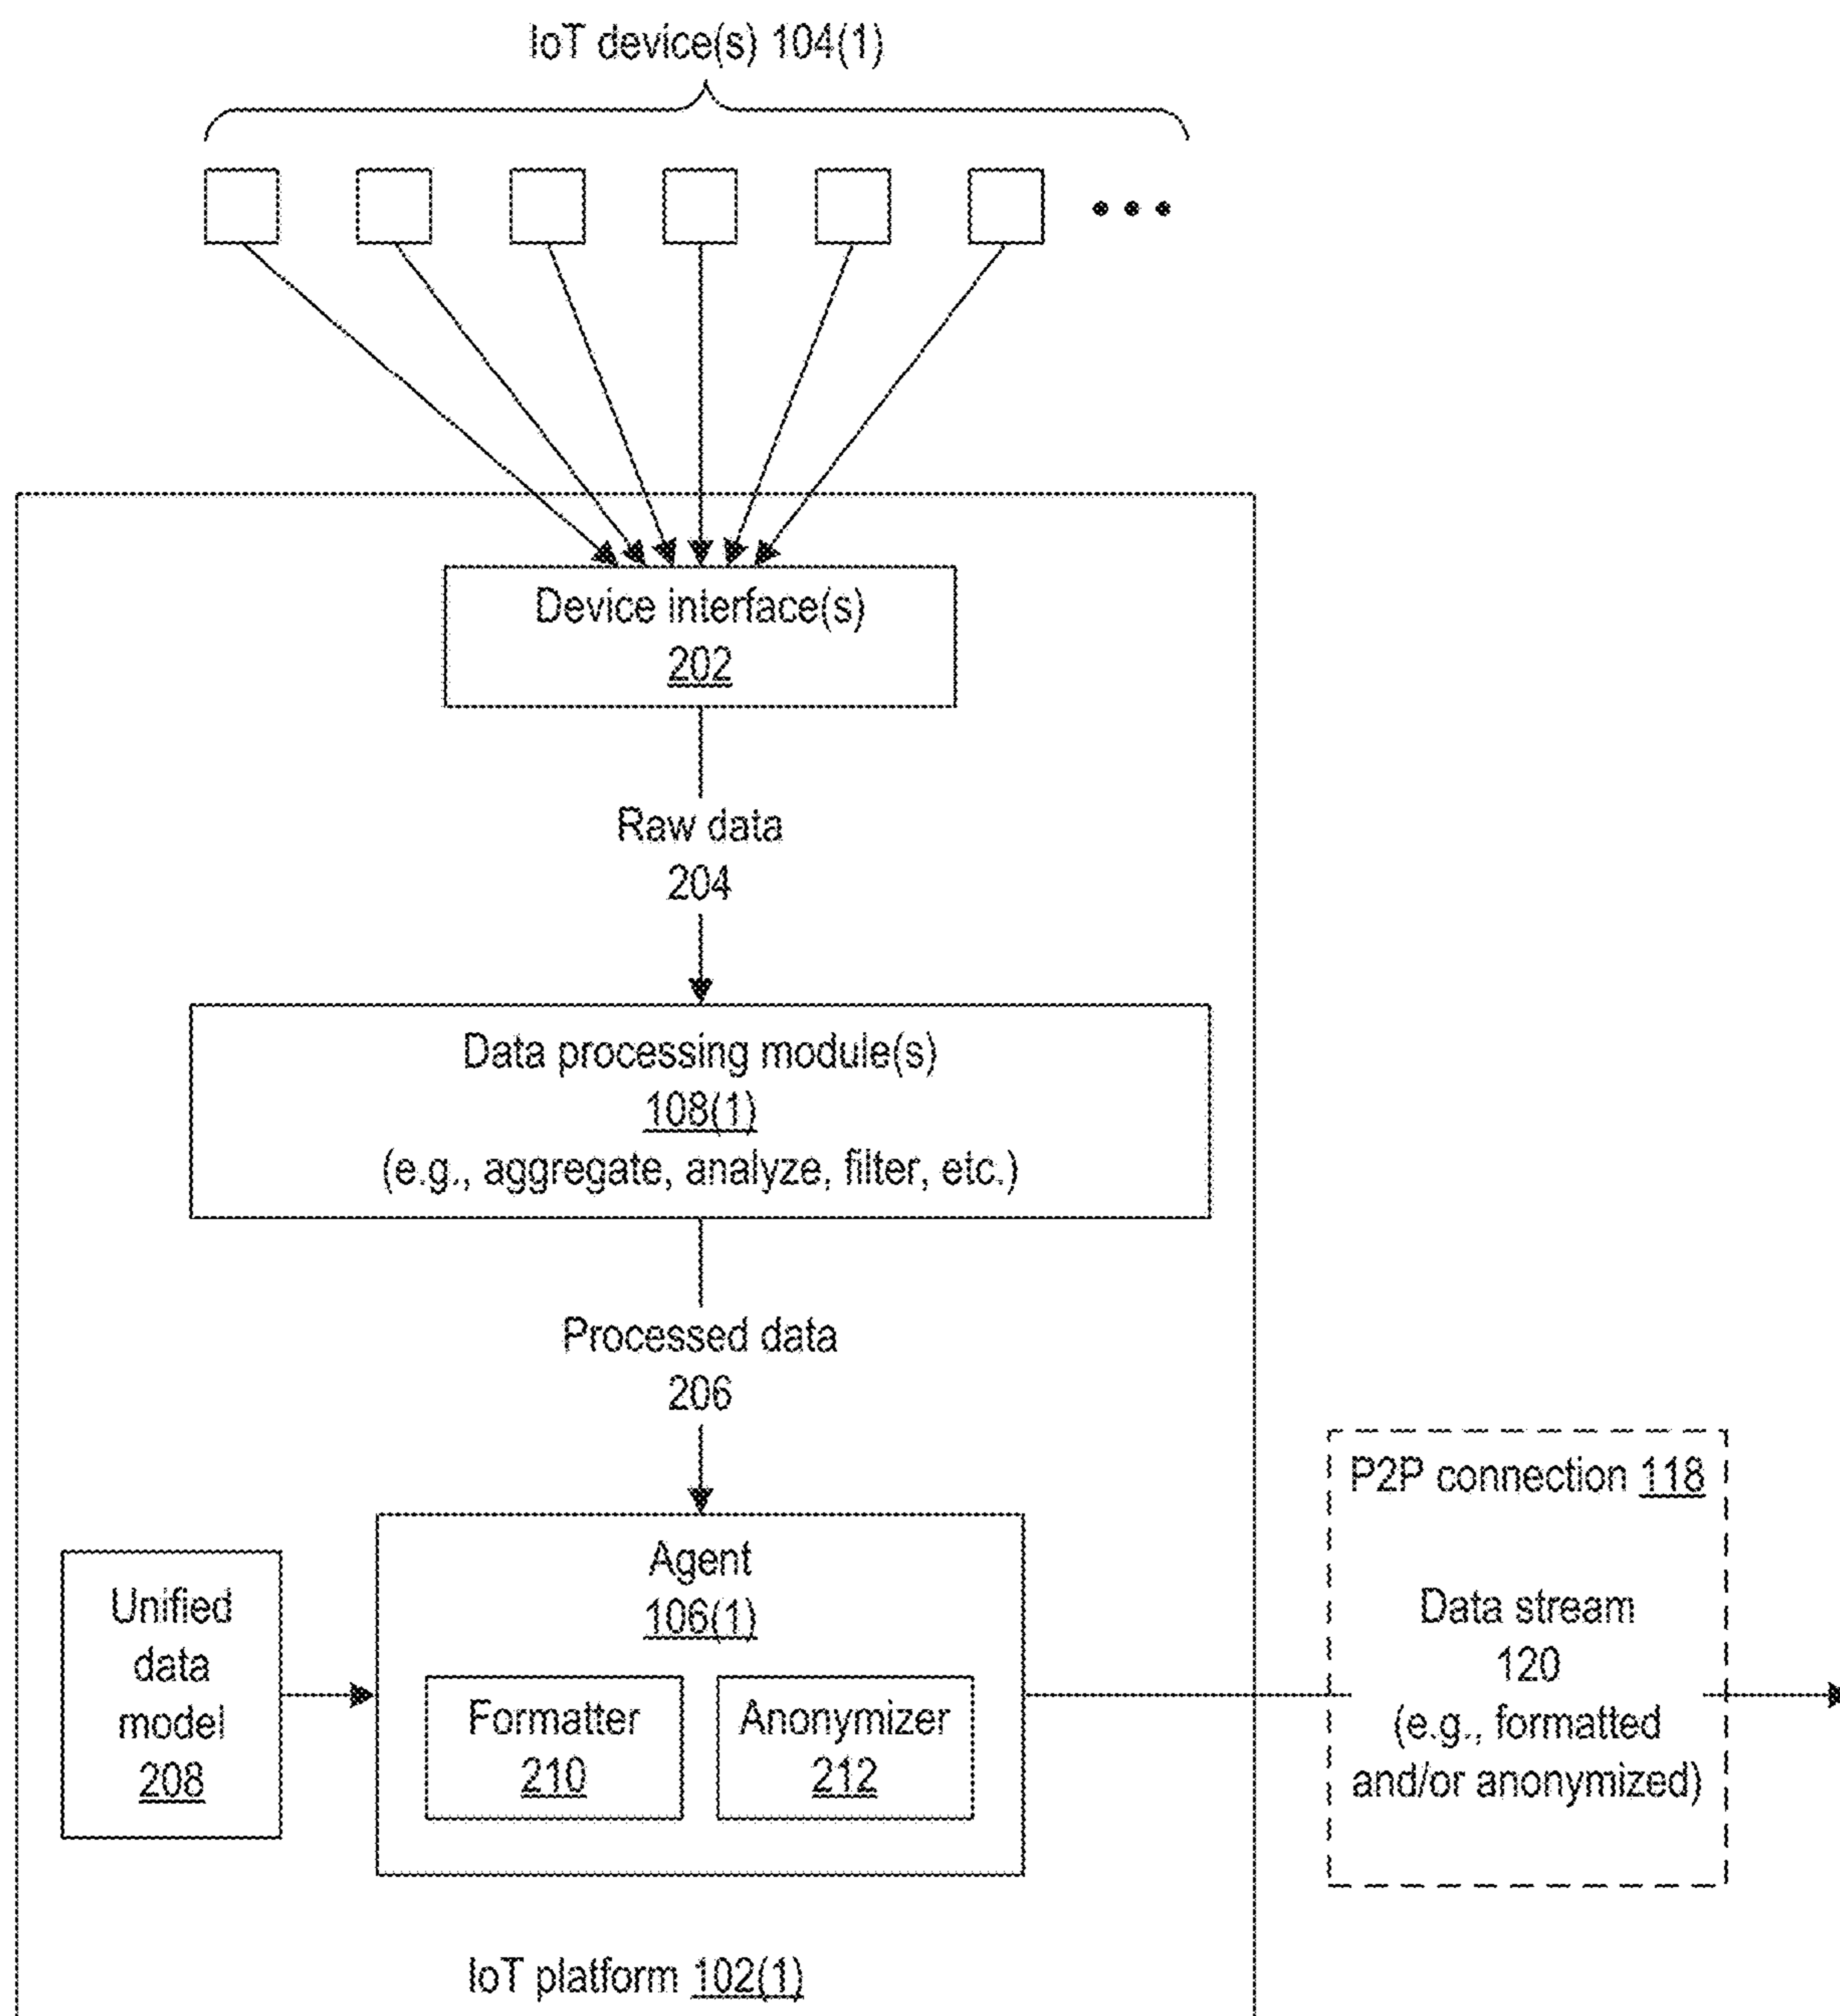 IoT device(s) 104(1)
Device interface(s)
202
Raw data
204
Data processing module(s)
108(1)
(e.g., aggregate, analyze, filter, etc.)
Processed data
206
Unified
data
model
208
Agent
106(1)
Formatter
210
Anonymizer
212
P2P connection 118
Data stream
120
(e.g., formatted
and/or anonymized)
IoT platform 102(1)